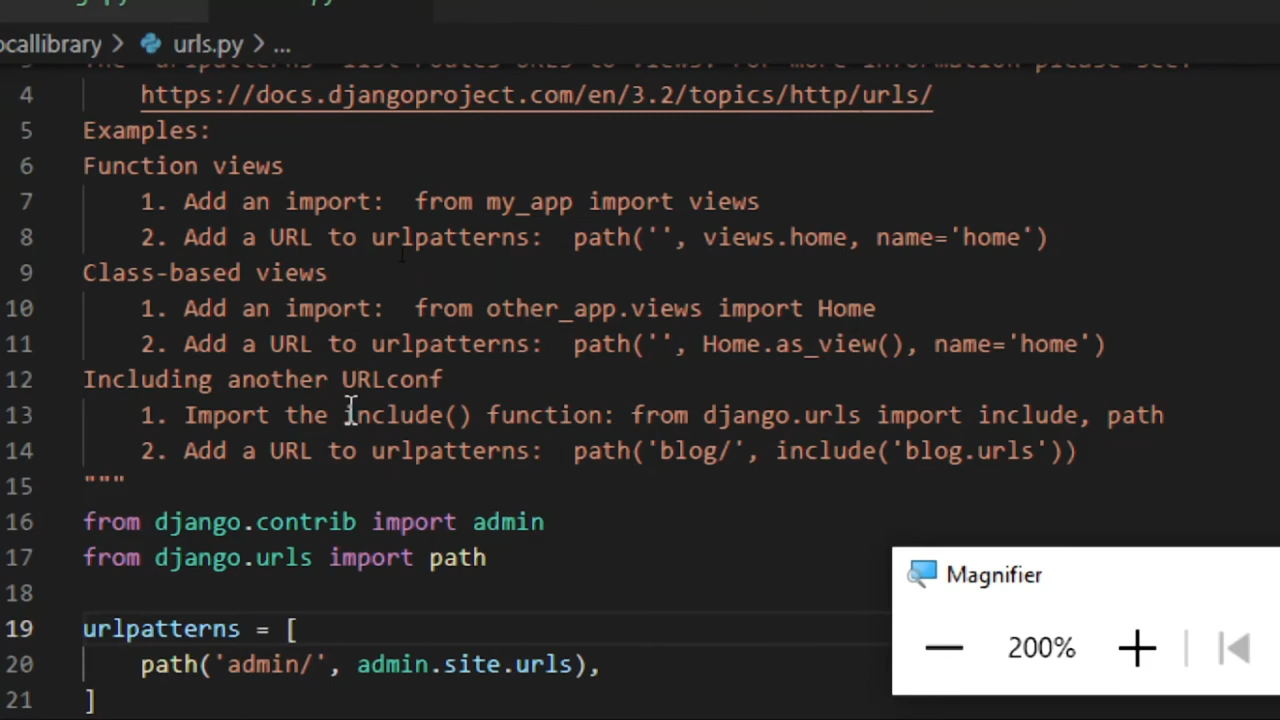 ocallibrary > urls.py > ...
4 https://docs.djangoproject.com/en/3.2/topics/http/urls/
5 Examples:
6 Function views
7 1. Add an import:  from my_app import views
8 2. Add a URL to urlpatterns:  path('', views.home, name='home')
9 Class-based views
10 1. Add an import:  from other_app.views import Home
11 2. Add a URL to urlpatterns:  path('', Home.as_view(), name='home')
12 Including another URLconf
13 1. Import the include() function: from django.urls import include, path
14 2. Add a URL to urlpatterns:  path('blog/', include('blog.urls'))
15 """
16 from django.contrib import admin
17 from django.urls import path
18
19 urlpatterns = [
20 path('admin/', admin.site.urls),
21 ]
Magnifier
200%